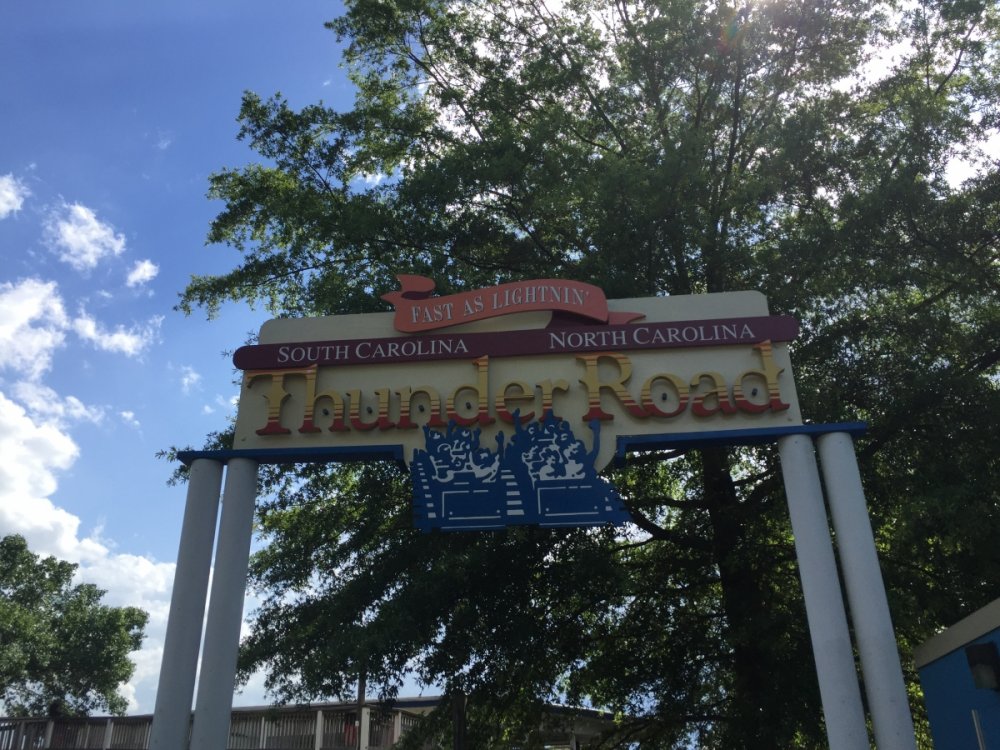 FAST AS LIGHTNIN'
SOUTH CAROLINA NORTH CAROLINA
Thunder Road